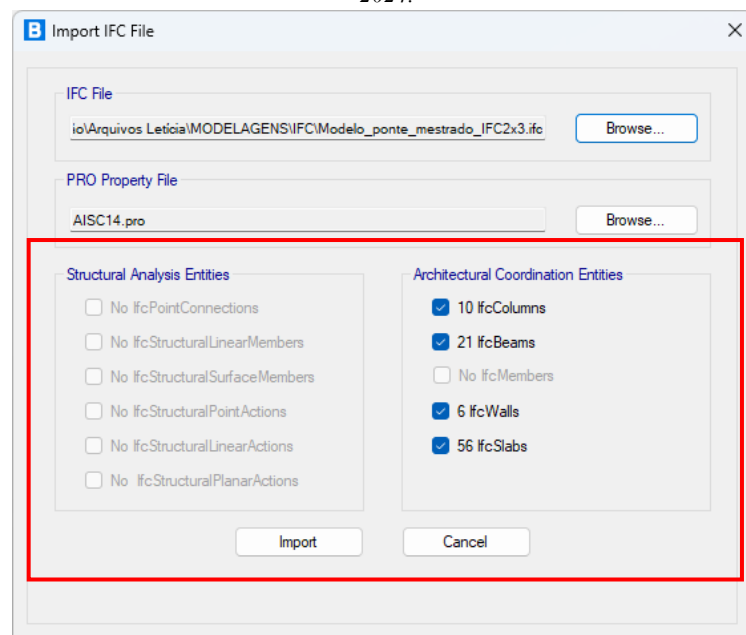 2024.
B Import IFC File
IFC File
io\Arquivos Letícia\MODELAGENS\IFC\Modelo_ponte_mestrado_IFC2x3.ifc Browse...
PRO Property File
AISC14.pro Browse...
Structural Analysis Entities
No IfcPointConnections
No IfcStructuralLinearMembers
No IfcStructuralSurfaceMembers
No IfcStructuralPointActions
No IfcStructuralLinearActions
No IfcStructuralPlanarActions
Architectural Coordination Entities
10 IfcColumns
21 IfcBeams
No IfcMembers
6 IfcWalls
56 IfcSlabs
Import Cancel